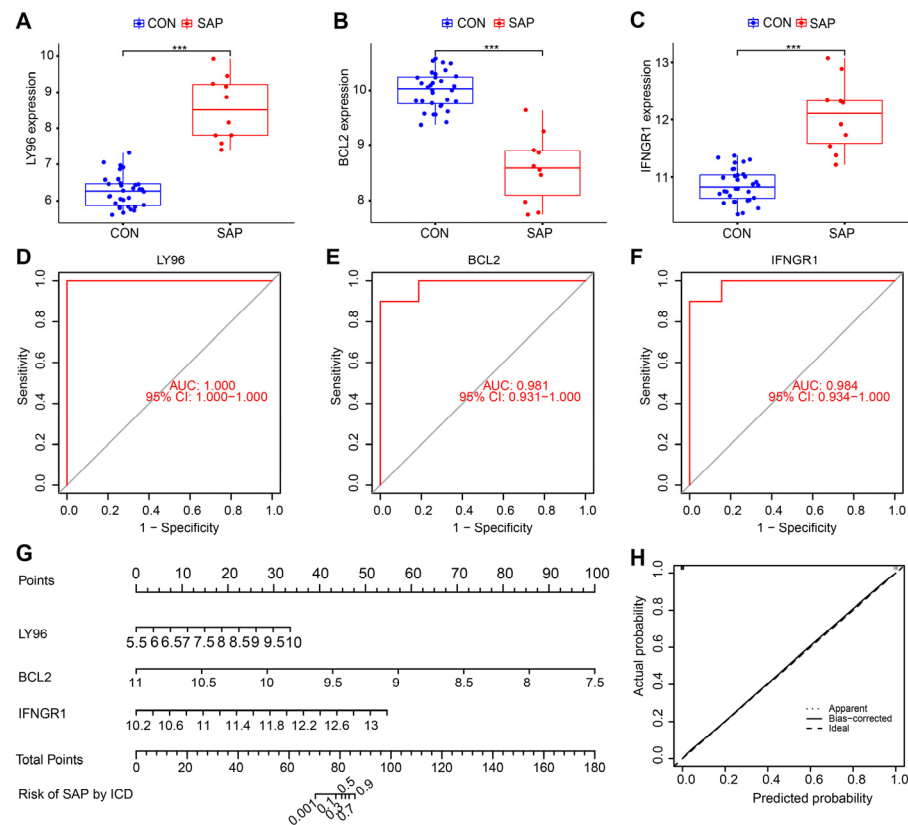 A
CON SAP
***
LY96 expression
10
9
8
7
6
CON SAP
B
CON SAP
***
BCL2 expression
10
9
8
CON SAP
C
CON SAP
***
IFNGR1 expression
13
12
11
CON SAP
D
LY96
Sensitivity
1.0
0.8
0.6
0.4
0.2
0.0
AUC: 1.000
95% CI: 1.000−1.000
0.0 0.2 0.4 0.6 0.8 1.0
1 − Specificity
E
BCL2
Sensitivity
1.0
0.8
0.6
0.4
0.2
0.0
AUC: 0.981
95% CI: 0.931−1.000
0.0 0.2 0.4 0.6 0.8 1.0
1 − Specificity
F
IFNGR1
Sensitivity
1.0
0.8
0.6
0.4
0.2
0.0
AUC: 0.984
95% CI: 0.934−1.000
0.0 0.2 0.4 0.6 0.8 1.0
1 − Specificity
G
Points
0 10 20 30 40 50 60 70 80 90 100
LY96
5.5 6 6.5 7 7.5 8 8.5 9 9.5 10
BCL2
11 10.5 10 9.5 9 8.5 8 7.5
IFNGR1
10.2 10.6 11 11.4 11.8 12.2 12.6 13
Total Points
0 20 40 60 80 100 120 140 160 180
Risk of SAP by ICD
0.001 0.1 0.3 0.5 0.7 0.9
H
Actual probability
1.0
0.8
0.6
0.4
0.2
0.0
Apparent
Bias−corrected
Ideal
0.0 0.2 0.4 0.6 0.8 1.0
Predicted probability